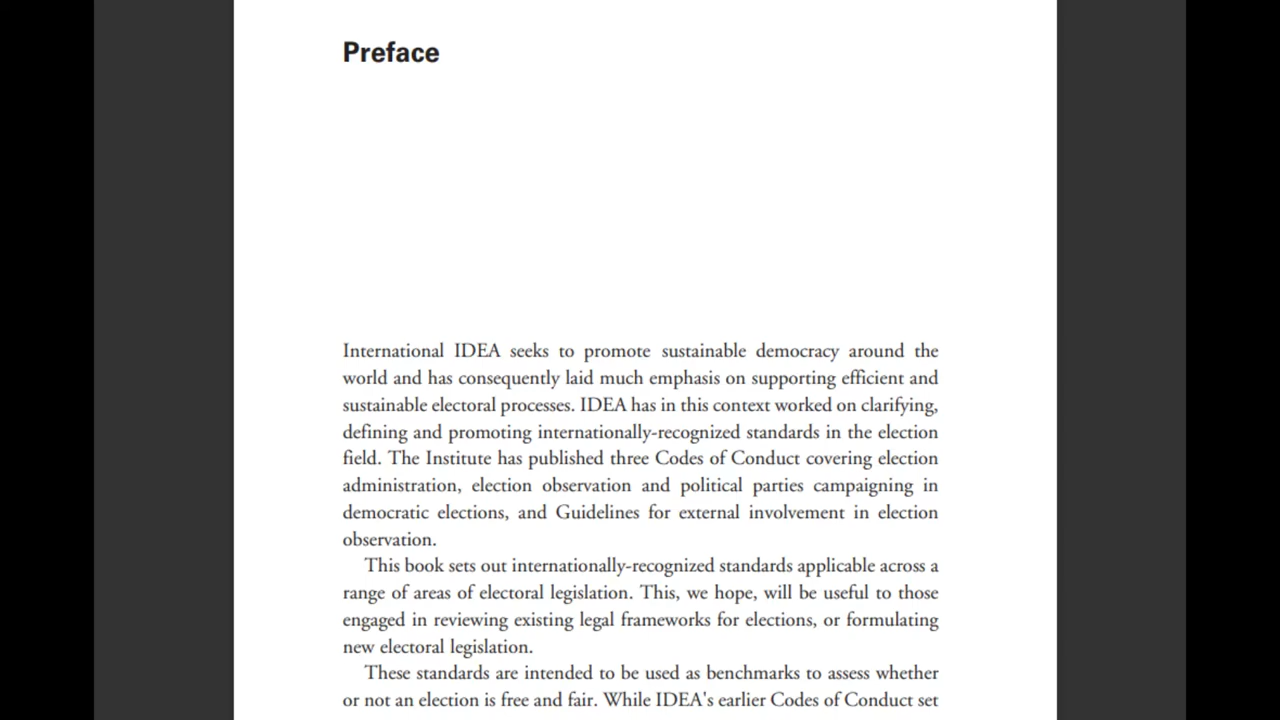 Preface
International IDEA seeks to promote sustainable democracy around the
world and has consequently laid much emphasis on supporting efficient and
sustainable electoral processes. IDEA has in this context worked on clarifying,
defining and promoting internationally-recognized standards in the election
field. The Institute has published three Codes of Conduct covering election
administration, election observation and political parties campaigning in
democratic elections, and Guidelines for external involvement in election
observation.
This book sets out internationally-recognized standards applicable across a
range of areas of electoral legislation. This, we hope, will be useful to those
engaged in reviewing existing legal frameworks for elections, or formulating
new electoral legislation.
These standards are intended to be used as benchmarks to assess whether
or not an election is free and fair. While IDEA's earlier Codes of Conduct set